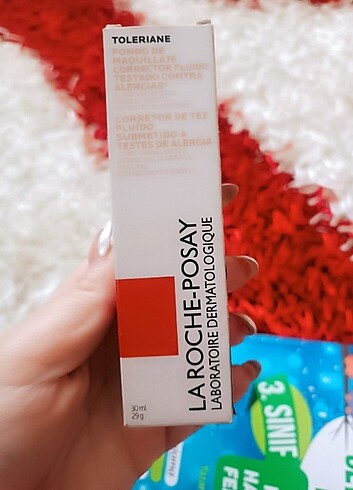 TOLERIANE
FONDO DE
MAQUILLAJE
CORRECTOR FLUIDO
TESTADO CONTRA
ALERGIAS*
CORRETOR DE TEZ
FLUIDO
SUBMETIDO A
TESTES DE ALERGIA
LA ROCHE-POSAY
LABORATOIRE DERMATOLOGIQUE
30 ml
29 g
3. SINIF